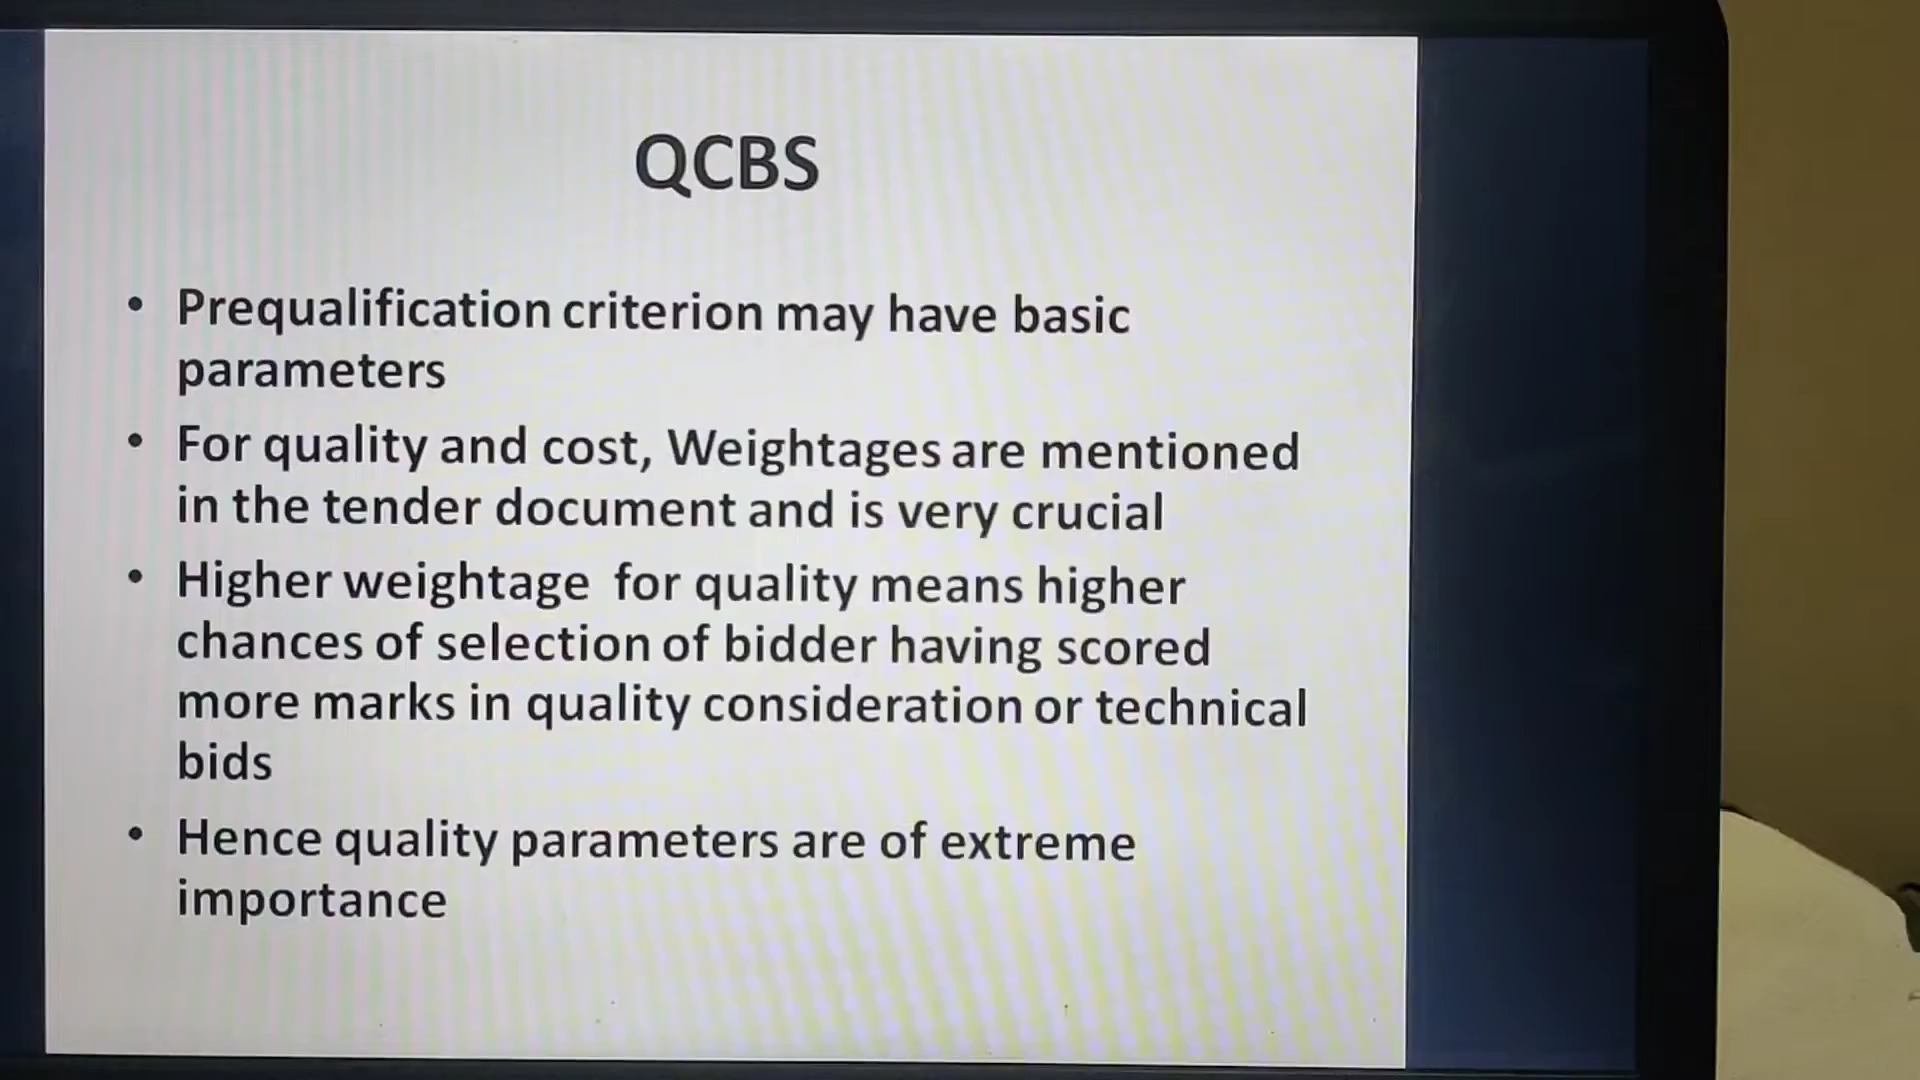 QCBS
• Prequalification criterion may have basic
parameters
• For quality and cost, Weightages are mentioned
in the tender document and is very crucial
• Higher weightage for quality means higher
chances of selection of bidder having scored
more marks in quality consideration or technical
bids
• Hence quality parameters are of extreme
importance